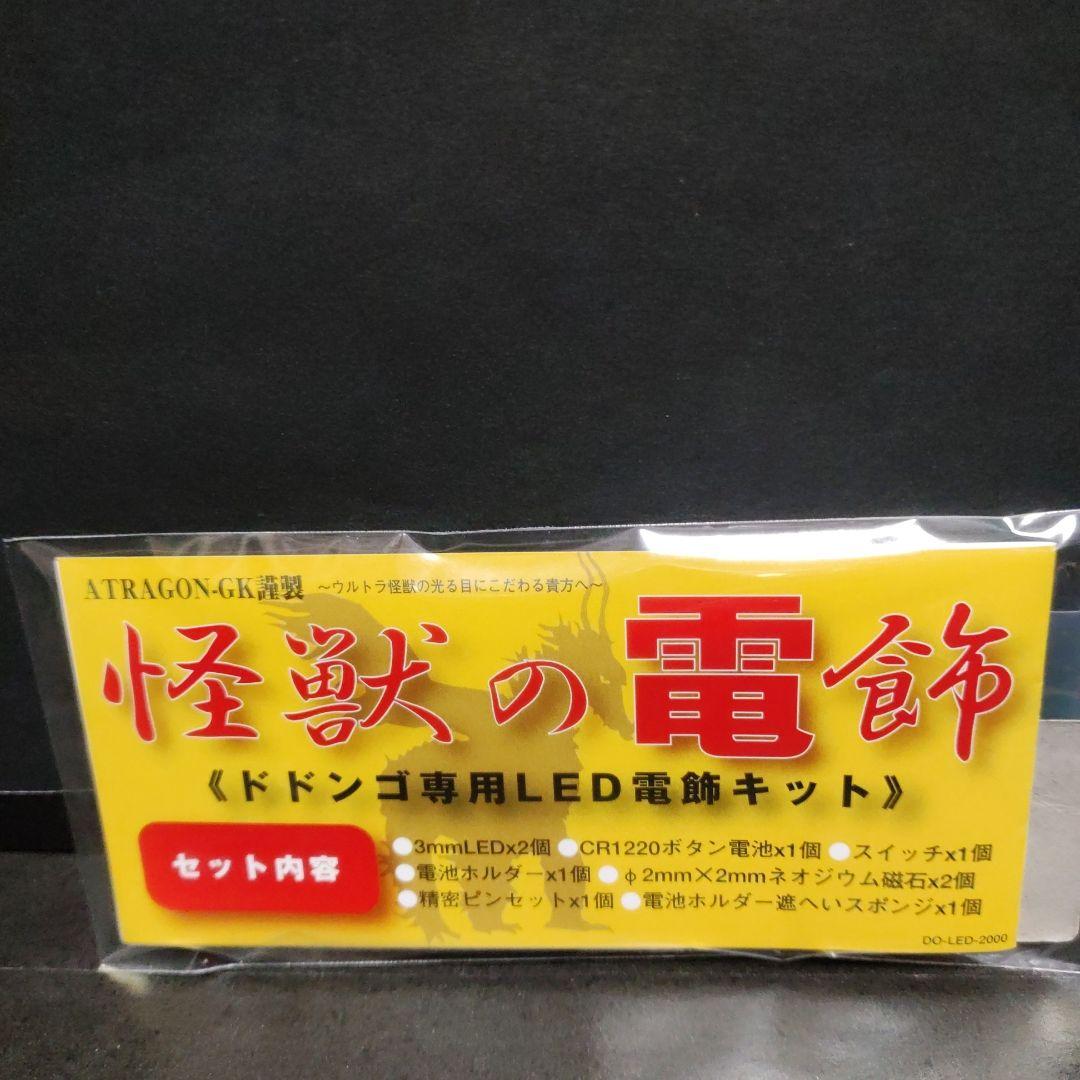 ATRAGON-GK謹製 ～ウルトラ怪獣の光る目にこだわる貴方へ～
怪獣の電飾
《ドドンゴ専用LED電飾キット》
セット内容
●3mmLEDx2個 ●CR1220ボタン電池x1個 ●スイッチx1個
●電池ホルダーx1個 ●φ2mm×2mmネオジウム磁石x2個
●精密ピンセットx1個 ●電池ホルダー遮へいスポンジx1個
DO-LED-2000